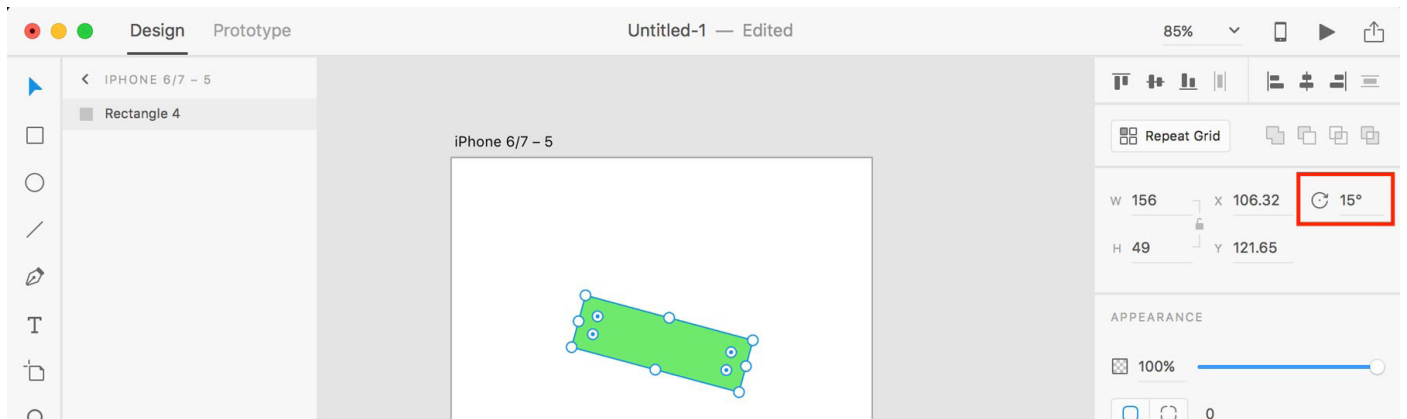 Design Prototype Untitled-1 — Edited 85%
IPHONE 6/7 – 5
Rectangle 4
iPhone 6/7 – 5
Repeat Grid
W 156 X 106.32 15°
H 49 Y 121.65
APPEARANCE
100%
0
T